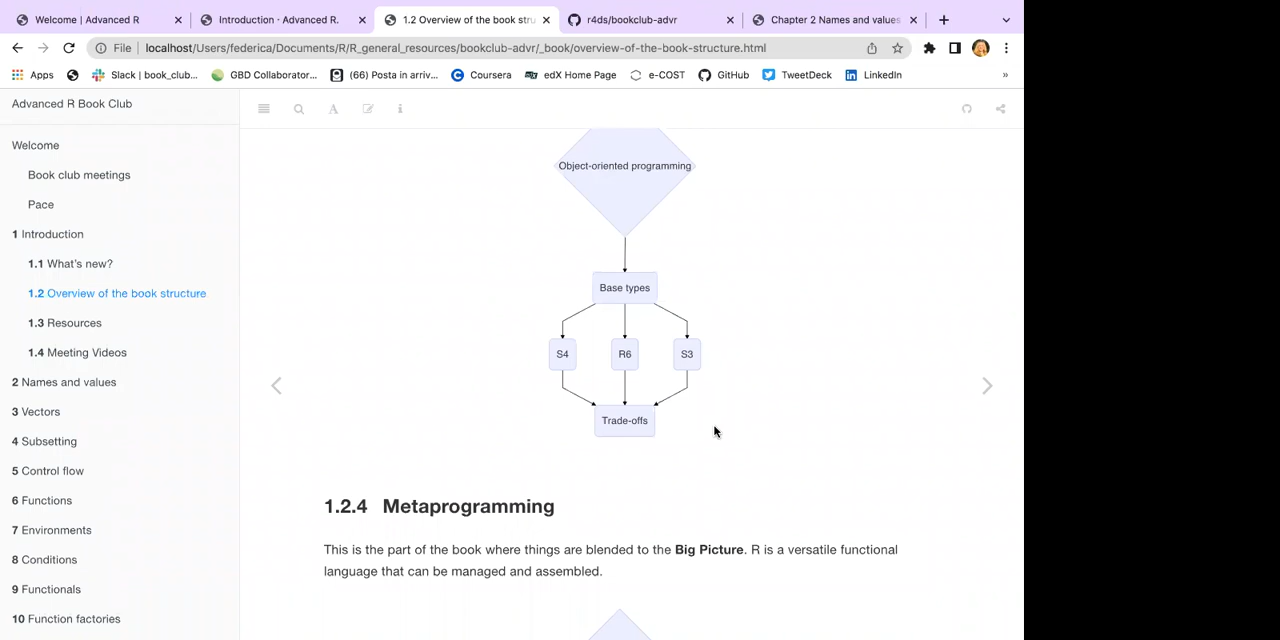 Welcome | Advanced R
Introduction · Advanced R.
1.2 Overview of the book stru
r4ds/bookclub-advr
Chapter 2 Names and values
File
localhost/Users/federica/Documents/R/R_general_resources/bookclub-advr/_book/overview-of-the-book-structure.html
Apps
Slack | book_club...
GBD Collaborator...
(66) Posta in arriv...
Coursera
edX Home Page
e-COST
GitHub
TweetDeck
LinkedIn
»
Advanced R Book Club
Welcome
Book club meetings
Pace
1 Introduction
1.1 What's new?
1.2 Overview of the book structure
1.3 Resources
1.4 Meeting Videos
2 Names and values
3 Vectors
4 Subsetting
5 Control flow
6 Functions
7 Environments
8 Conditions
9 Functionals
10 Function factories
Object-oriented programming
Base types
S4
R6
S3
Trade-offs
1.2.4 Metaprogramming
This is the part of the book where things are blended to the Big Picture. R is a versatile functional
language that can be managed and assembled.